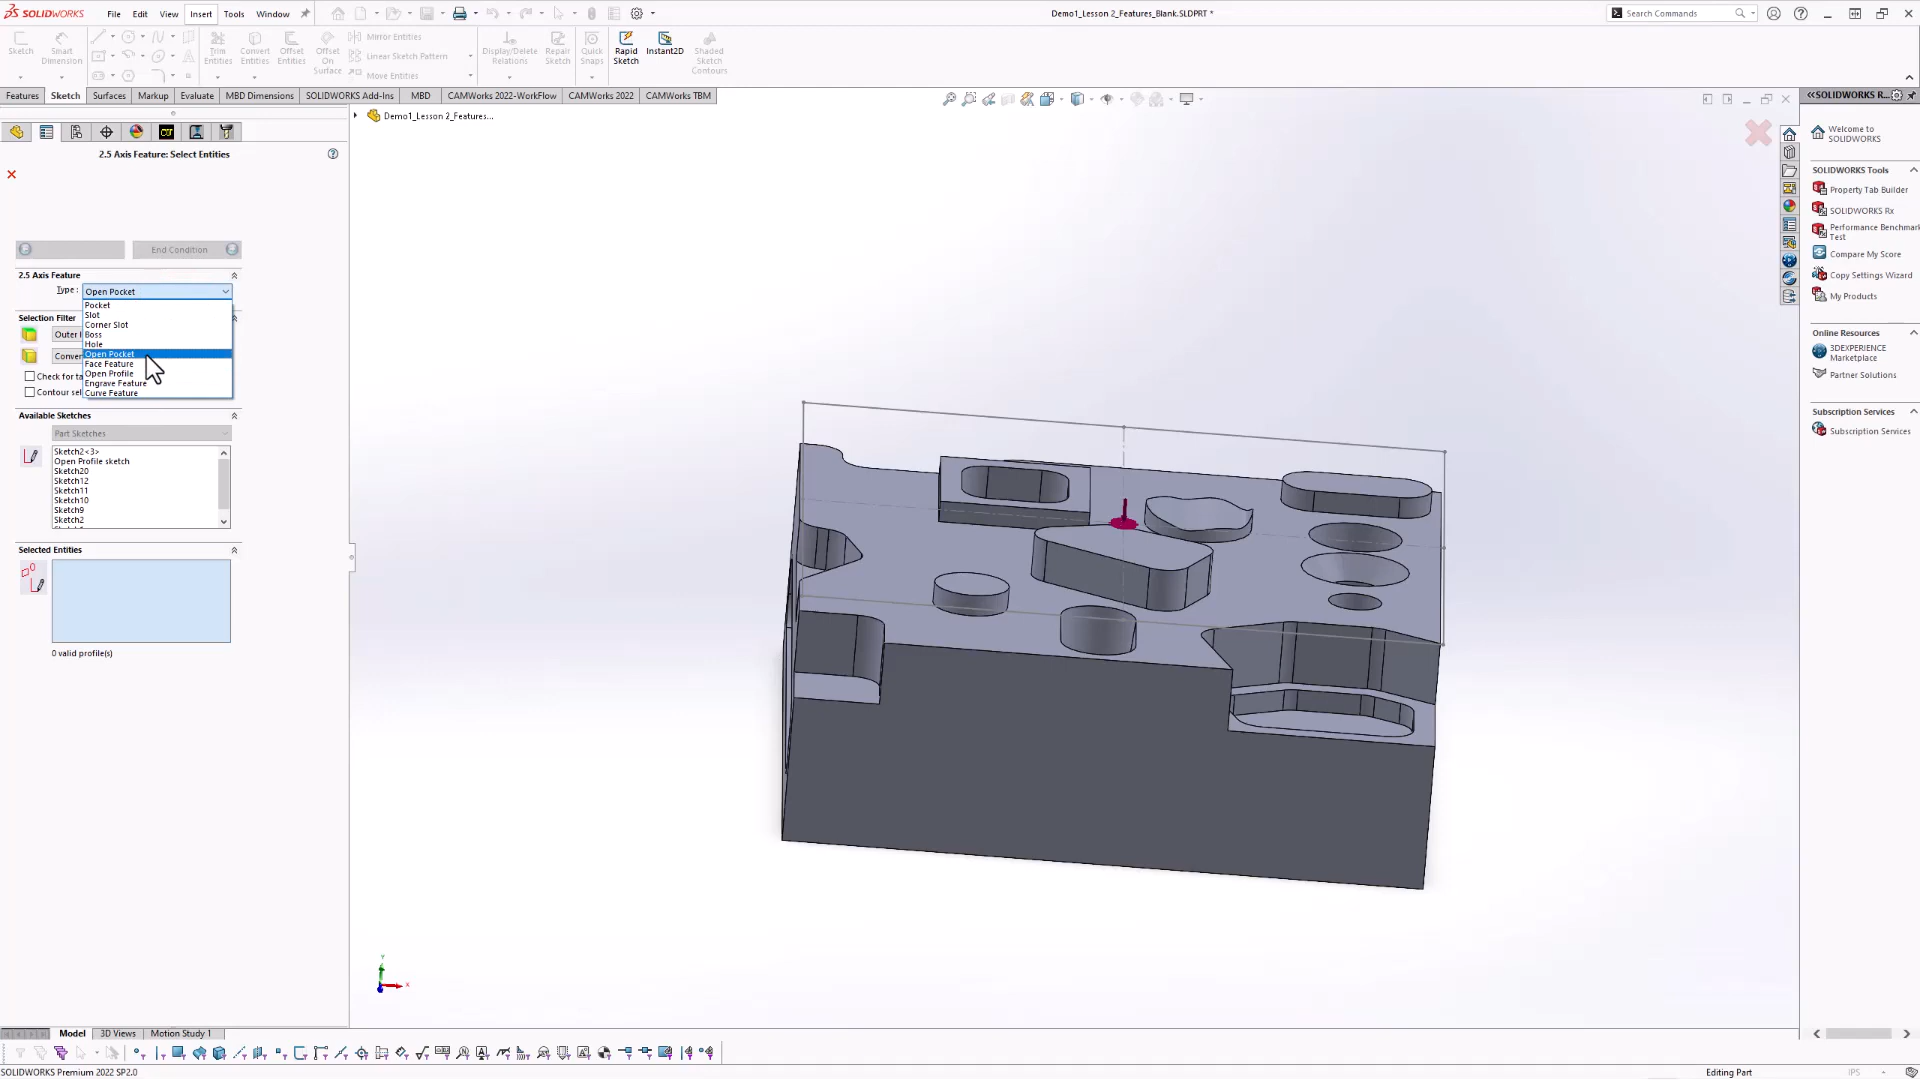 SOLIDWORKS File Edit View Insert Tools Window
Demo1_Lesson 2_Features_Blank.SLDPRT *
Search Commands
Sketch
Smart Dimension
Trim Entities
Convert Entities
Offset Entities
Offset On Surface
Mirror Entities
Linear Sketch Pattern
Move Entities
Display/Delete Relations
Repair Sketch
Quick Snaps
Rapid Sketch
Instant2D
Shaded Sketch Contours
Features Sketch Surfaces Markup Evaluate MBD Dimensions SOLIDWORKS Add-Ins MBD CAMWorks 2022-WorkFlow CAMWorks 2022 CAMWorks TBM
Demo1_Lesson 2_Features...
2.5 Axis Feature: Select Entities
End Condition
2.5 Axis Feature
Type : Open Pocket
Pocket
Slot
Corner Slot
Boss
Hole
Open Pocket
Face Feature
Open Profile
Engrave Feature
Curve Feature
Selection Filter
Outer
Conver
Check for ta
Contour sel
Available Sketches
Part Sketches
Sketch2<3>
Open Profile sketch
Sketch20
Sketch12
Sketch11
Sketch10
Sketch9
Sketch2
Selected Entities
0 valid profile(s)
Y
X
SOLIDWORKS R...
Welcome to SOLIDWORKS
SOLIDWORKS Tools
Property Tab Builder
SOLIDWORKS Rx
Performance Benchmark Test
Compare My Score
Copy Settings Wizard
My Products
Online Resources
3DEXPERIENCE Marketplace
Partner Solutions
Subscription Services
Subscription Services
Model 3D Views Motion Study 1
SOLIDWORKS Premium 2022 SP2.0
Editing Part
IPS